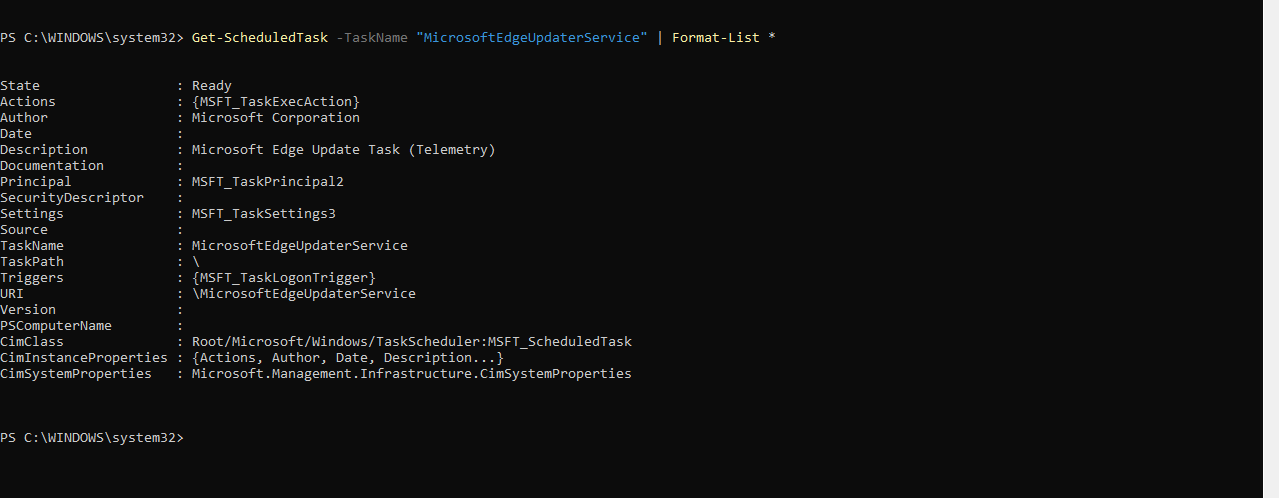 PS C:\WINDOWS\system32> Get-ScheduledTask -TaskName "MicrosoftEdgeUpdaterService" | Format-List *
State : Ready
Actions : {MSFT_TaskExecAction}
Author : Microsoft Corporation
Date :
Description : Microsoft Edge Update Task (Telemetry)
Documentation :
Principal : MSFT_TaskPrincipal2
SecurityDescriptor :
Settings : MSFT_TaskSettings3
Source :
TaskName : MicrosoftEdgeUpdaterService
TaskPath : \
Triggers : {MSFT_TaskLogonTrigger}
URI : \MicrosoftEdgeUpdaterService
Version :
PSComputerName :
CimClass : Root/Microsoft/Windows/TaskScheduler:MSFT_ScheduledTask
CimInstanceProperties : {Actions, Author, Date, Description...}
CimSystemProperties : Microsoft.Management.Infrastructure.CimSystemProperties
PS C:\WINDOWS\system32>